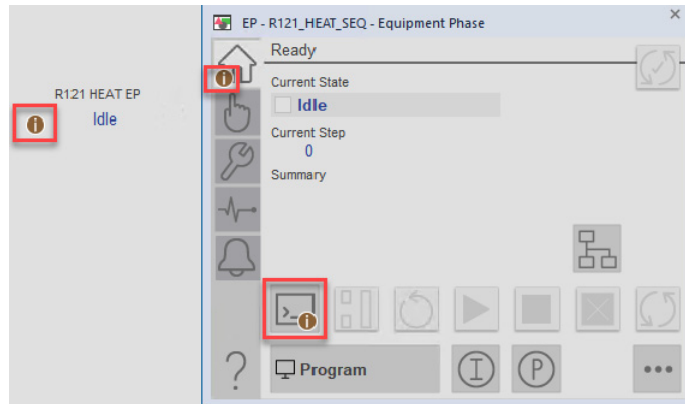 EP - R121_HEAT_SEQ - Equipment Phase
×
Ready
R121 HEAT EP
Idle
Current State
Idle
Current Step
0
Summary
>_
?
Program
I
P
...